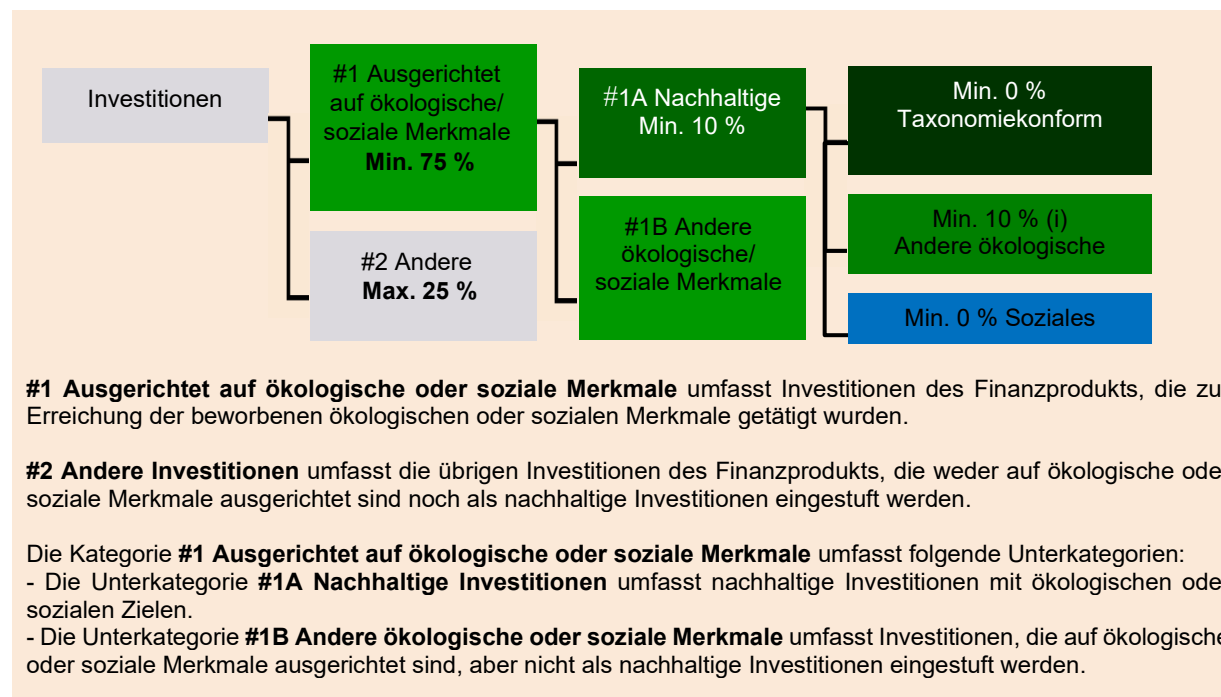 Investitionen
#1 Ausgerichtet
auf ökologische/
soziale Merkmale
Min. 75 %
#2 Andere
Max. 25 %
#1A Nachhaltige
Min. 10 %
#1B Andere
ökologische/
soziale Merkmale
Min. 0 %
Taxonomiekonform
Min. 10 % (i)
Andere ökologische
Min. 0 % Soziales
#1 Ausgerichtet auf ökologische oder soziale Merkmale umfasst Investitionen des Finanzprodukts, die zu
Erreichung der beworbenen ökologischen oder sozialen Merkmale getätigt wurden.
#2 Andere Investitionen umfasst die übrigen Investitionen des Finanzprodukts, die weder auf ökologische ode
soziale Merkmale ausgerichtet sind noch als nachhaltige Investitionen eingestuft werden.
Die Kategorie #1 Ausgerichtet auf ökologische oder soziale Merkmale umfasst folgende Unterkategorien:
- Die Unterkategorie #1A Nachhaltige Investitionen umfasst nachhaltige Investitionen mit ökologischen ode
sozialen Zielen.
- Die Unterkategorie #1B Andere ökologische oder soziale Merkmale umfasst Investitionen, die auf ökologische
oder soziale Merkmale ausgerichtet sind, aber nicht als nachhaltige Investitionen eingestuft werden.